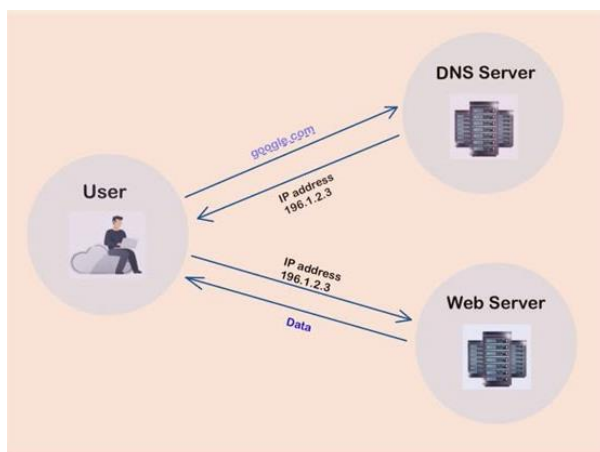 DNS Server
google.com
IP address
196.1.2.3
User
IP address
196.1.2.3
Web Server
Data